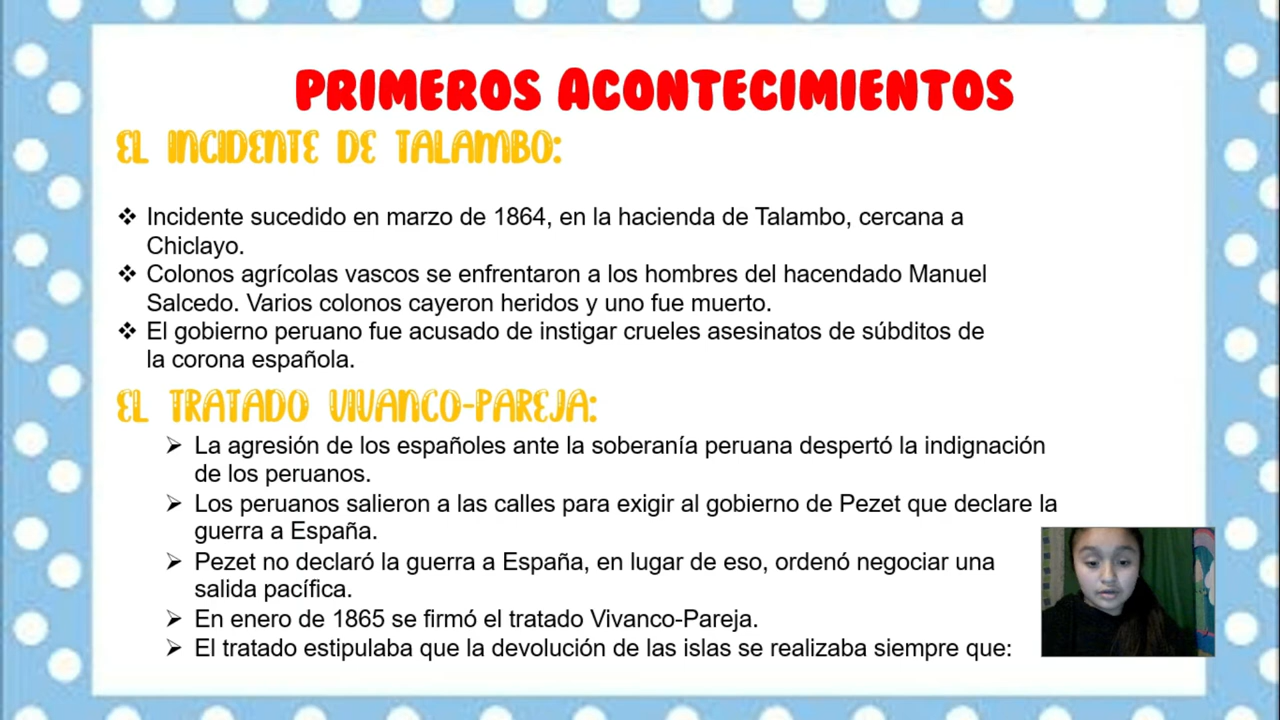 PRIMEROS ACONTECIMIENTOS
EL INCIDENTE DE TALAMBO:
❖ Incidente sucedido en marzo de 1864, en la hacienda de Talambo, cercana a
Chiclayo.
❖ Colonos agrícolas vascos se enfrentaron a los hombres del hacendado Manuel
Salcedo. Varios colonos cayeron heridos y uno fue muerto.
❖ El gobierno peruano fue acusado de instigar crueles asesinatos de súbditos de
la corona española.
EL TRATADO VIVANCO-PAREJA:
➢ La agresión de los españoles ante la soberanía peruana despertó la indignación
de los peruanos.
➢ Los peruanos salieron a las calles para exigir al gobierno de Pezet que declare la
guerra a España.
➢ Pezet no declaró la guerra a España, en lugar de eso, ordenó negociar una
salida pacífica.
➢ En enero de 1865 se firmó el tratado Vivanco-Pareja.
➢ El tratado estipulaba que la devolución de las islas se realizaba siempre que: